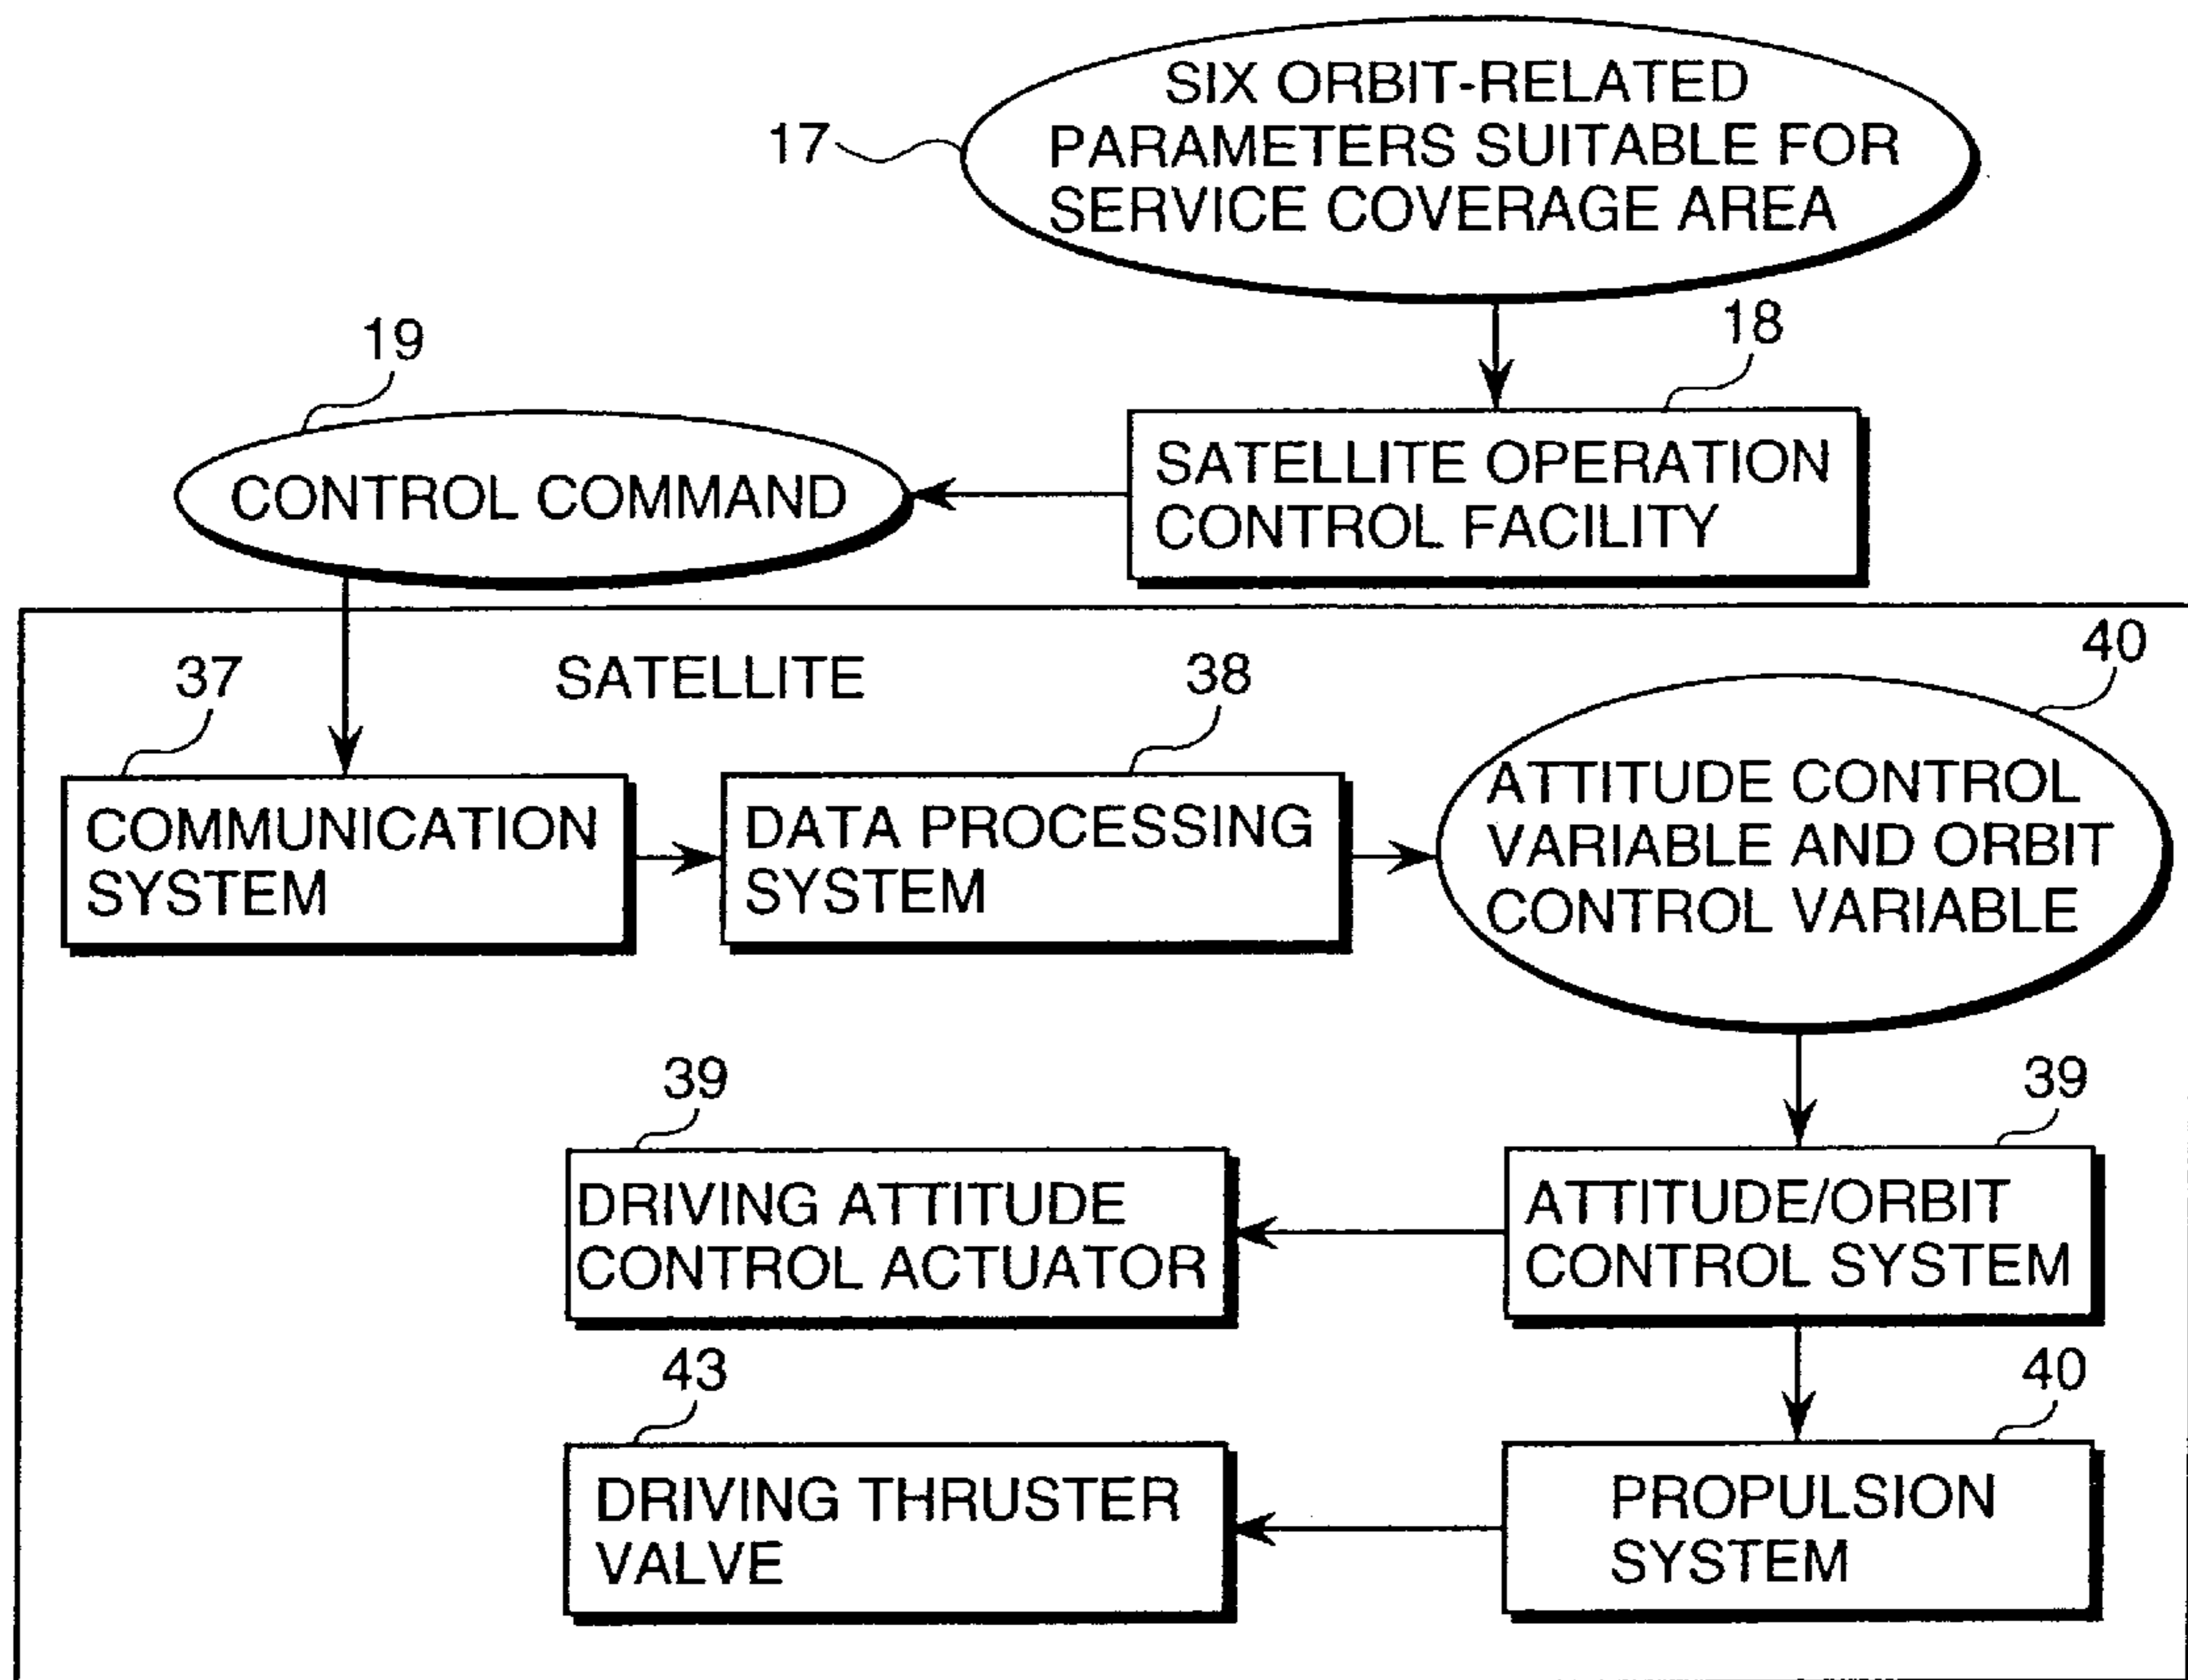 17
SIX ORBIT-RELATED
PARAMETERS SUITABLE FOR
SERVICE COVERAGE AREA
18
SATELLITE OPERATION
CONTROL FACILITY
19
CONTROL COMMAND
SATELLITE
37
COMMUNICATION
SYSTEM
38
DATA PROCESSING
SYSTEM
40
ATTITUDE CONTROL
VARIABLE AND ORBIT
CONTROL VARIABLE
39
ATTITUDE/ORBIT
CONTROL SYSTEM
39
DRIVING ATTITUDE
CONTROL ACTUATOR
40
PROPULSION
SYSTEM
43
DRIVING THRUSTER
VALVE